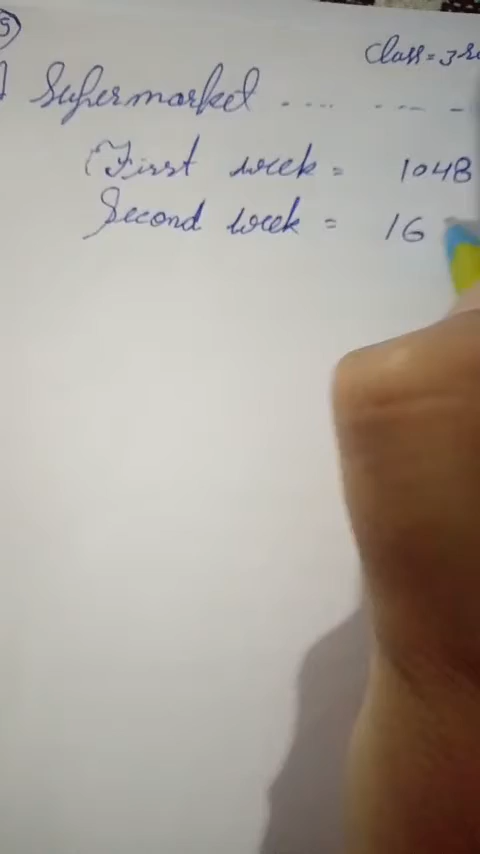 5
Class = 3
Supermarket .... .... -
First week = 1048
Second week = 16